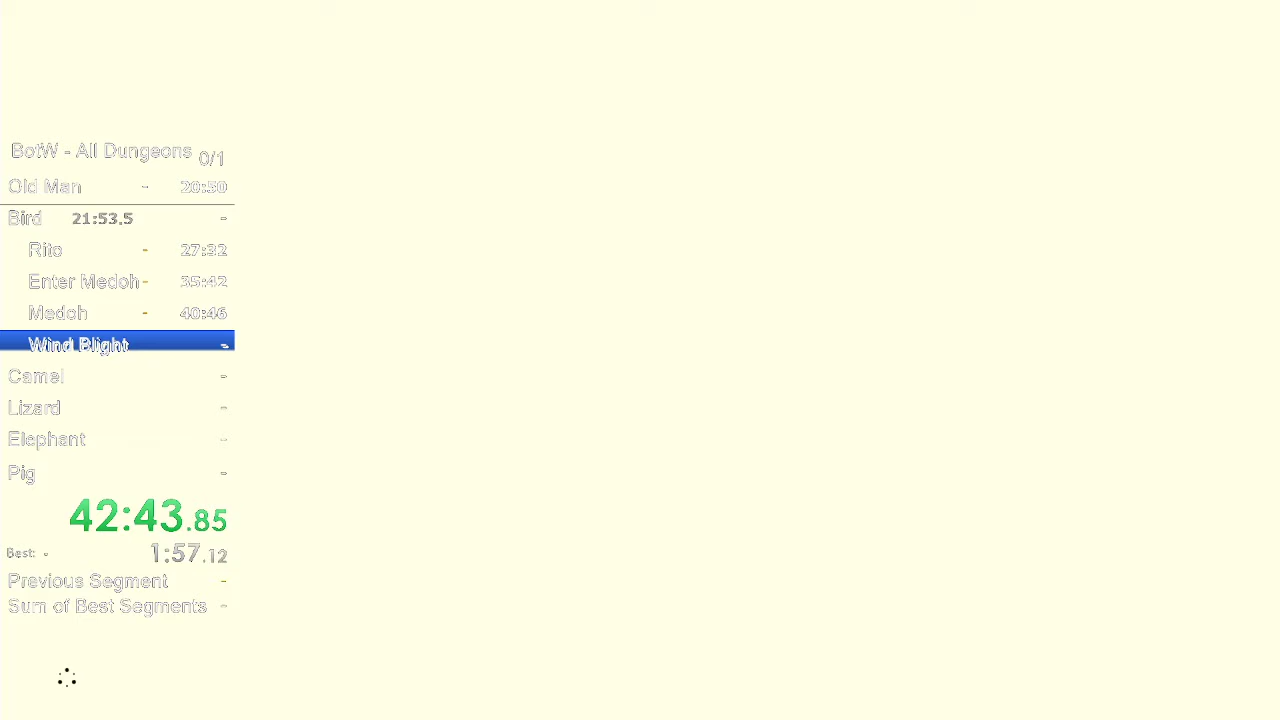 BotW - All Dungeons 0/1
Old Man - 20:50
Bird 21:53.5 -
Rito - 27:32
Enter Medoh - 35:42
Medoh - 40:46
Wind Blight -
Camel -
Lizard -
Elephant -
Pig -
42:43.85
Best: - 1:57.12
Previous Segment -
Sum of Best Segments -